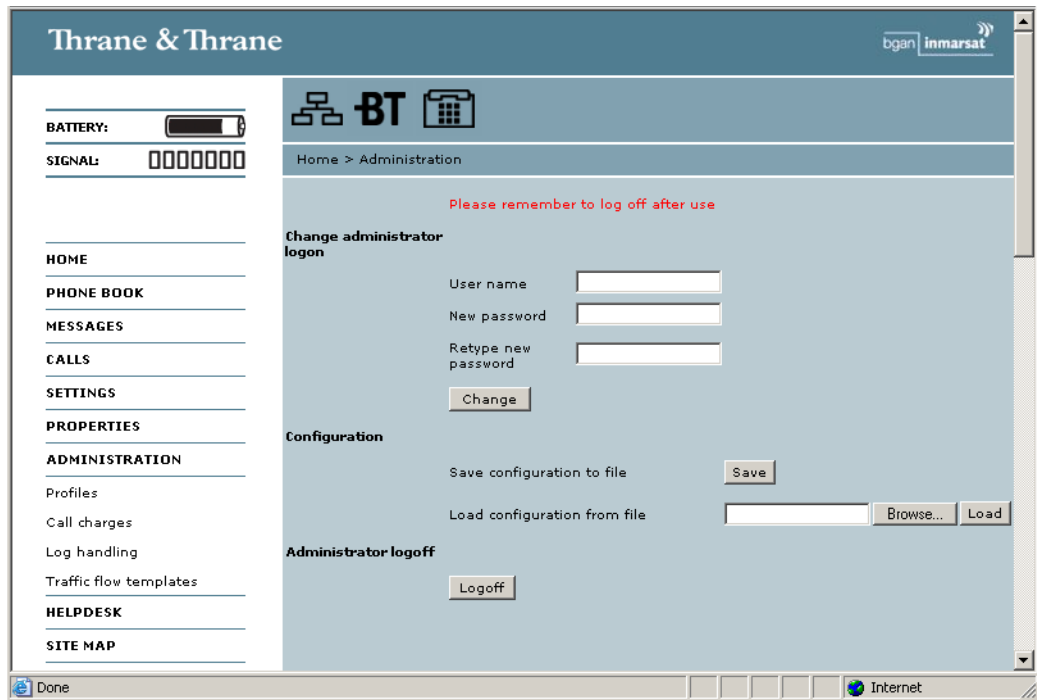 Thrane & Thrane
bgan inmarsat
BATTERY:
SIGNAL:
BT
Home > Administration
Please remember to log off after use
HOME
PHONE BOOK
MESSAGES
CALLS
SETTINGS
PROPERTIES
ADMINISTRATION
Profiles
Call charges
Log handling
Traffic flow templates
HELPDESK
SITE MAP
Change administrator
logon
User name
New password
Retype new
password
Change
Configuration
Save configuration to file
Save
Load configuration from file
Browse...
Load
Administrator logoff
Logoff
Done
Internet